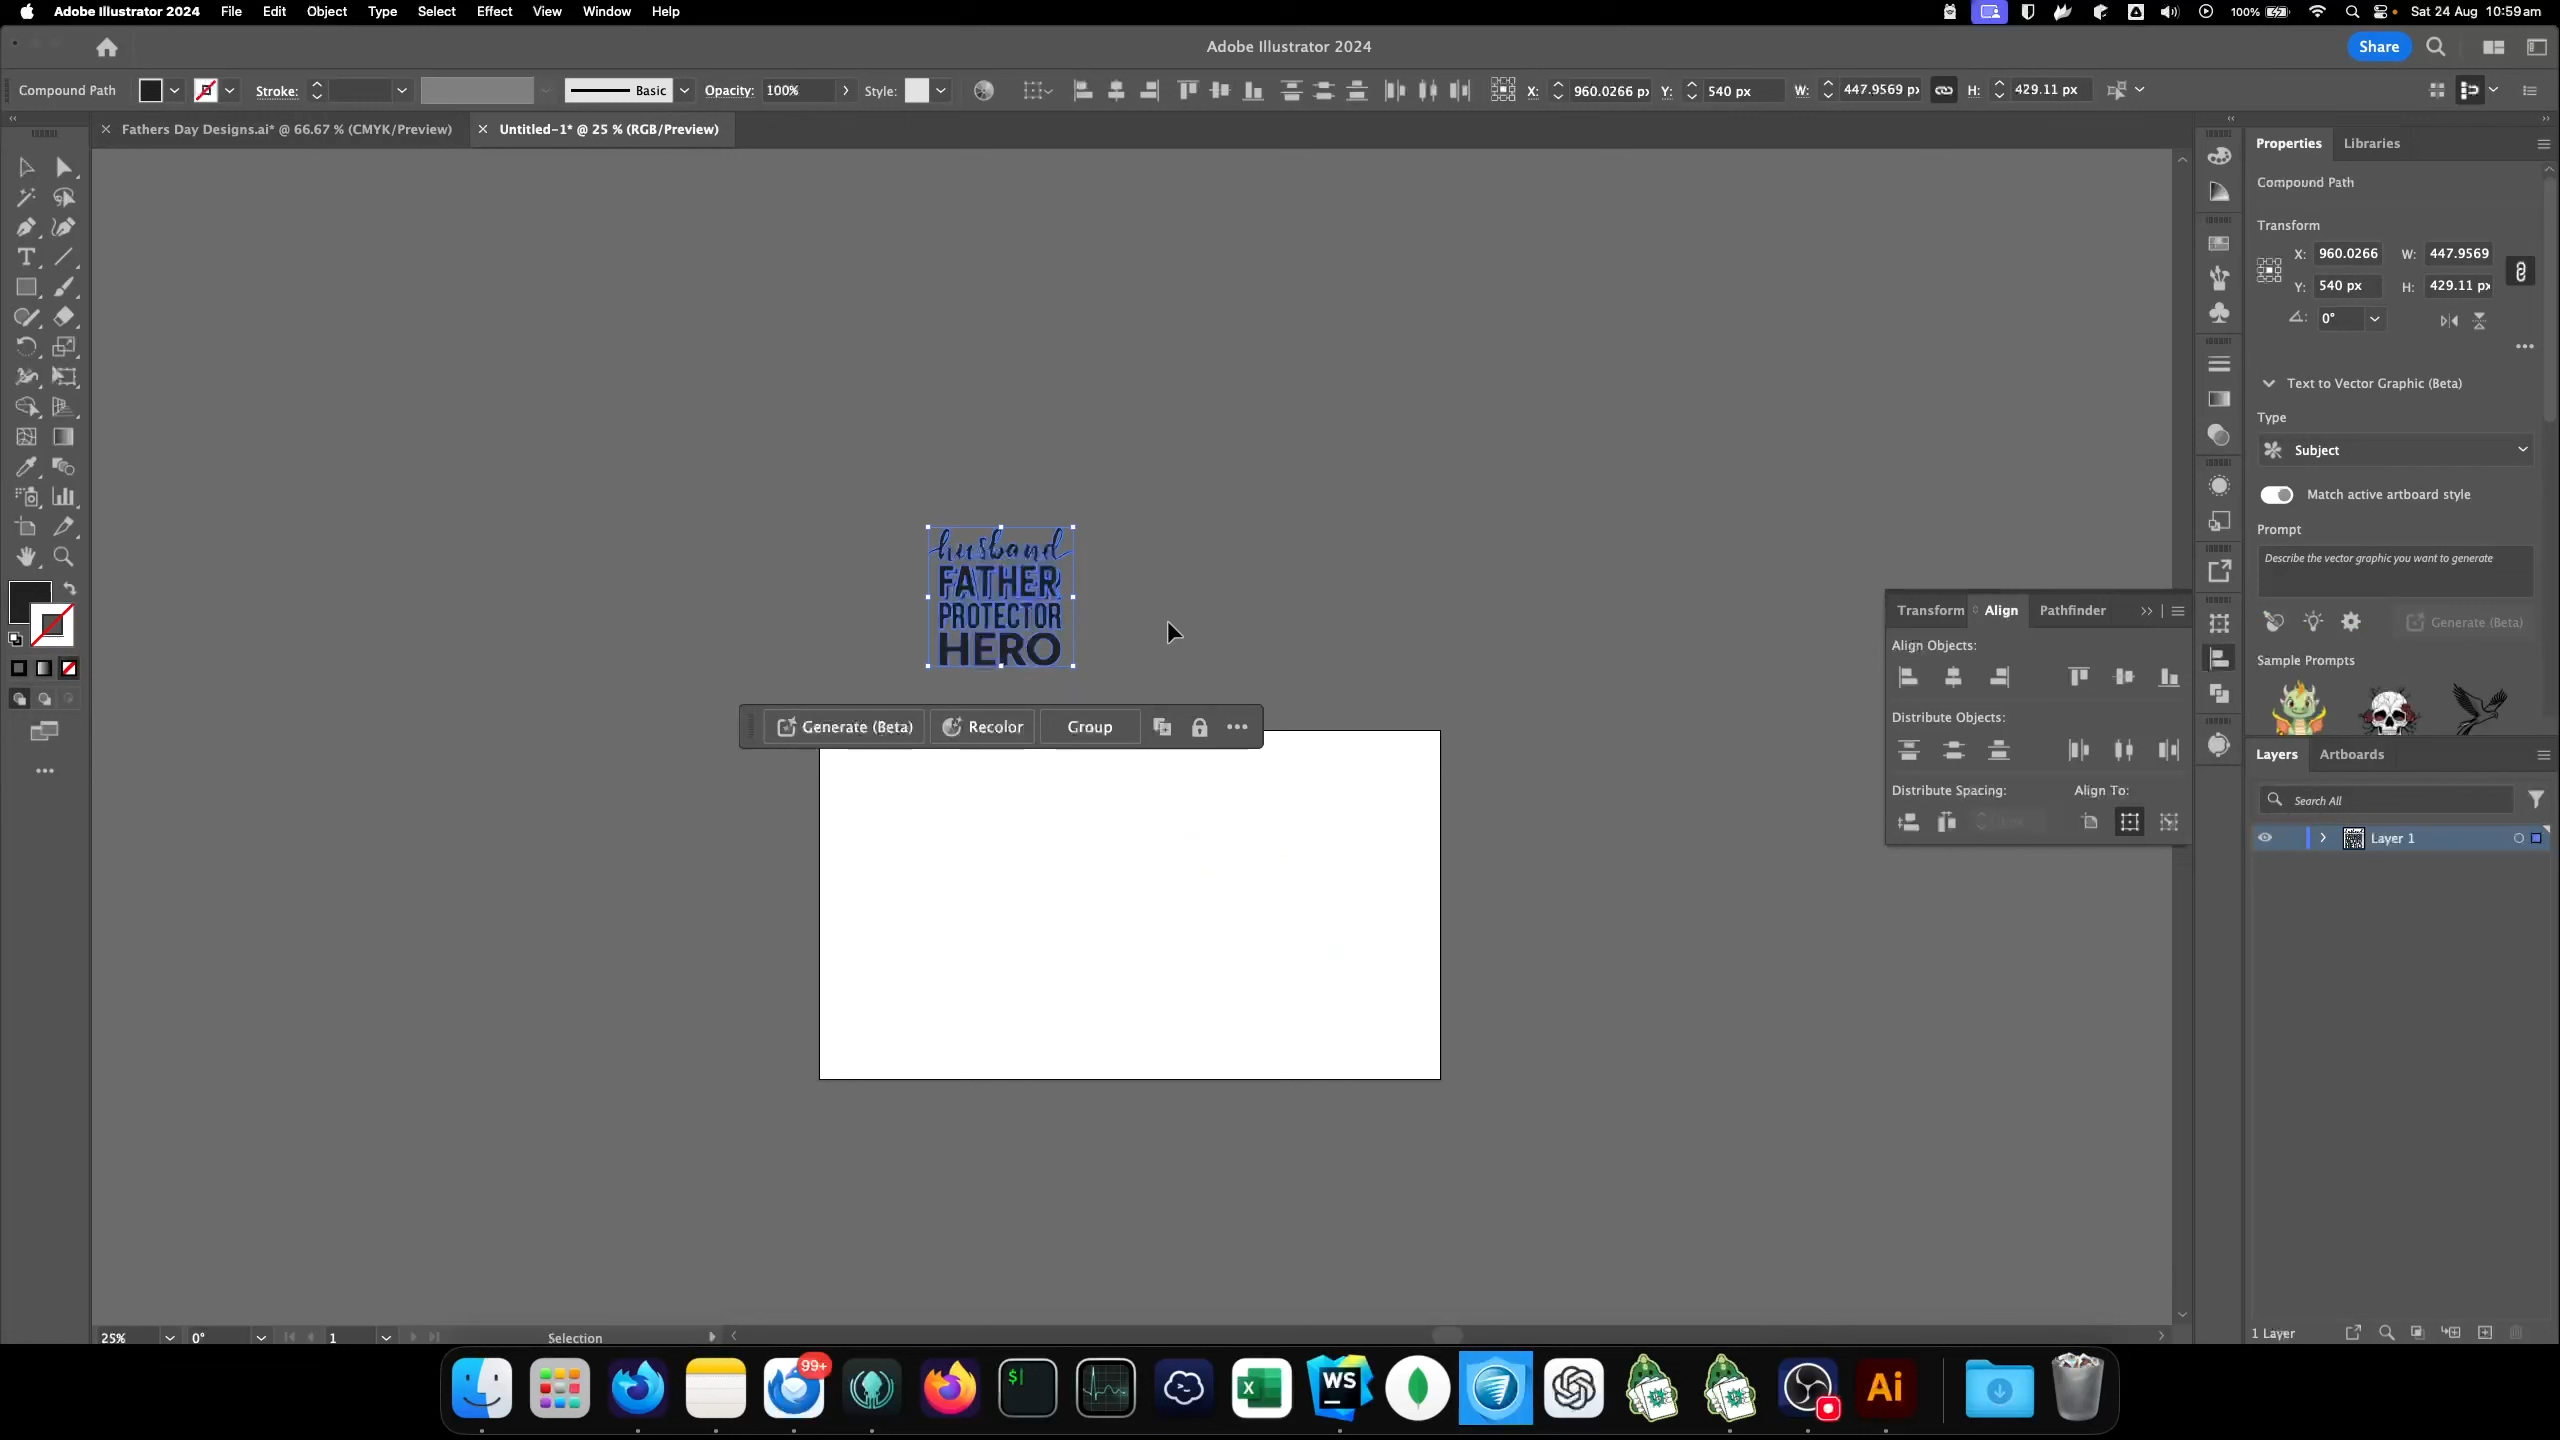 Adobe Illustrator 2024 File Edit Object Type Select Effect View Window Help
100% Sat 24 Aug 10:59am
Adobe Illustrator 2024
Share
Compound Path
Stroke:
Basic
Opacity: 100%
Style:
X: 960.0266 px
Y: 540 px
W: 447.9569 px
H: 429.11 px
Fathers Day Designs.ai* @ 66.67 % (CMYK/Preview)
Untitled-1* @ 25 % (RGB/Preview)
Properties
Libraries
Compound Path
Transform
X: 960.0266
W: 447.9569
Y: 540 px
H: 429.11 px
0°
Text to Vector Graphic (Beta)
Type
Subject
Match active artboard style
Prompt
Describe the vector graphic you want to generate
Generate (Beta)
Sample Prompts
husband
FATHER
PROTECTOR
HERO
Generate (Beta)
Recolor
Group
Transform
Align
Pathfinder
Align Objects:
Distribute Objects:
Distribute Spacing:
Align To:
Layers
Artboards
Search All
Layer 1
1 Layer
25%
0°
1
Selection
99+
$
X
WS
Ai